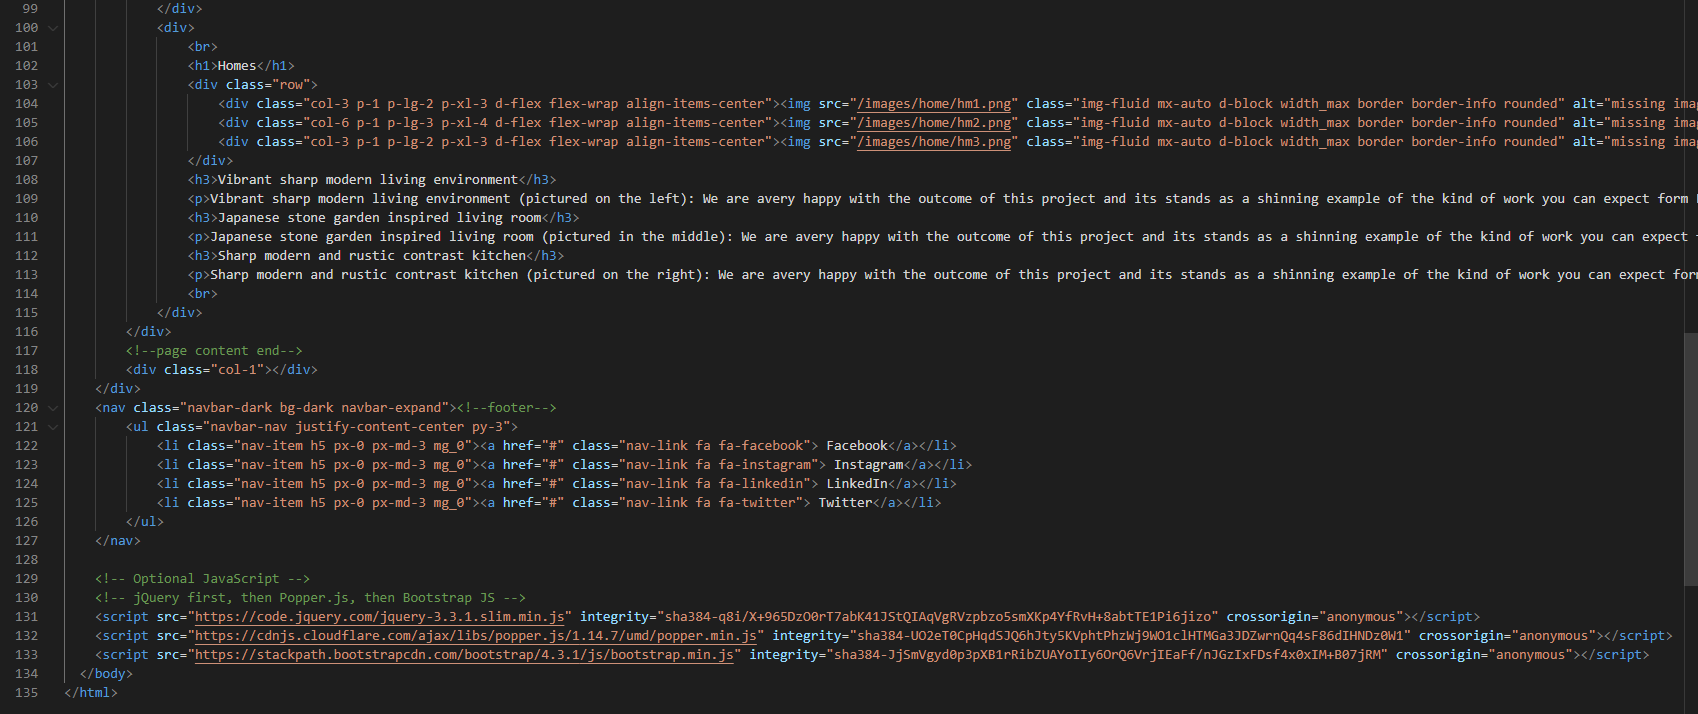 99 </div>
100 <div>
101 <br>
102 <h1>Homes</h1>
103 <div class="row">
104 <div class="col-3 p-1 p-lg-2 p-xl-3 d-flex flex-wrap align-items-center"><img src="/images/home/hm1.png" class="img-fluid mx-auto d-block width_max border border-info rounded" alt="missing ima
105 <div class="col-6 p-1 p-lg-3 p-xl-4 d-flex flex-wrap align-items-center"><img src="/images/home/hm2.png" class="img-fluid mx-auto d-block width_max border border-info rounded" alt="missing ima
106 <div class="col-3 p-1 p-lg-2 p-xl-3 d-flex flex-wrap align-items-center"><img src="/images/home/hm3.png" class="img-fluid mx-auto d-block width_max border border-info rounded" alt="missing ima
107 </div>
108 <h3>Vibrant sharp modern living environment</h3>
109 <p>Vibrant sharp modern living environment (pictured on the left): We are avery happy with the outcome of this project and its stands as a shinning example of the kind of work you can expect form
110 <h3>Japanese stone garden inspired living room</h3>
111 <p>Japanese stone garden inspired living room (pictured in the middle): We are avery happy with the outcome of this project and its stands as a shinning example of the kind of work you can expect
112 <h3>Sharp modern and rustic contrast kitchen</h3>
113 <p>Sharp modern and rustic contrast kitchen (pictured on the right): We are avery happy with the outcome of this project and its stands as a shinning example of the kind of work you can expect for
114 <br>
115 </div>
116 </div>
117 <!--page content end-->
118 <div class="col-1"></div>
119 </div>
120 <nav class="navbar-dark bg-dark navbar-expand"><!--footer-->
121 <ul class="navbar-nav justify-content-center py-3">
122 <li class="nav-item h5 px-0 px-md-3 mg_0"><a href="#" class="nav-link fa fa-facebook"> Facebook</a></li>
123 <li class="nav-item h5 px-0 px-md-3 mg_0"><a href="#" class="nav-link fa fa-instagram"> Instagram</a></li>
124 <li class="nav-item h5 px-0 px-md-3 mg_0"><a href="#" class="nav-link fa fa-linkedin"> LinkedIn</a></li>
125 <li class="nav-item h5 px-0 px-md-3 mg_0"><a href="#" class="nav-link fa fa-twitter"> Twitter</a></li>
126 </ul>
127 </nav>
128
129 <!-- Optional JavaScript -->
130 <!-- jQuery first, then Popper.js, then Bootstrap JS -->
131 <script src="https://code.jquery.com/jquery-3.3.1.slim.min.js" integrity="sha384-q8i/X+965DzO0rT7abK41JStQIAqVgRVzpbzo5smXKp4YfRvH+8abtTE1Pi6jizo" crossorigin="anonymous"></script>
132 <script src="https://cdnjs.cloudflare.com/ajax/libs/popper.js/1.14.7/umd/popper.min.js" integrity="sha384-UO2eT0CpHqdSJQ6hJty5KVphtPhzWj9WO1clHTMGa3JDZwrnQq4sF86dIHNDz0W1" crossorigin="anonymous"></script>
133 <script src="https://stackpath.bootstrapcdn.com/bootstrap/4.3.1/js/bootstrap.min.js" integrity="sha384-JjSmVgyd0p3pXB1rRibZUAYoIIy6OrQ6VrjIEaFf/nJGzIxFDsf4x0xIM+B07jRM" crossorigin="anonymous"></script>
134 </body>
135 </html>